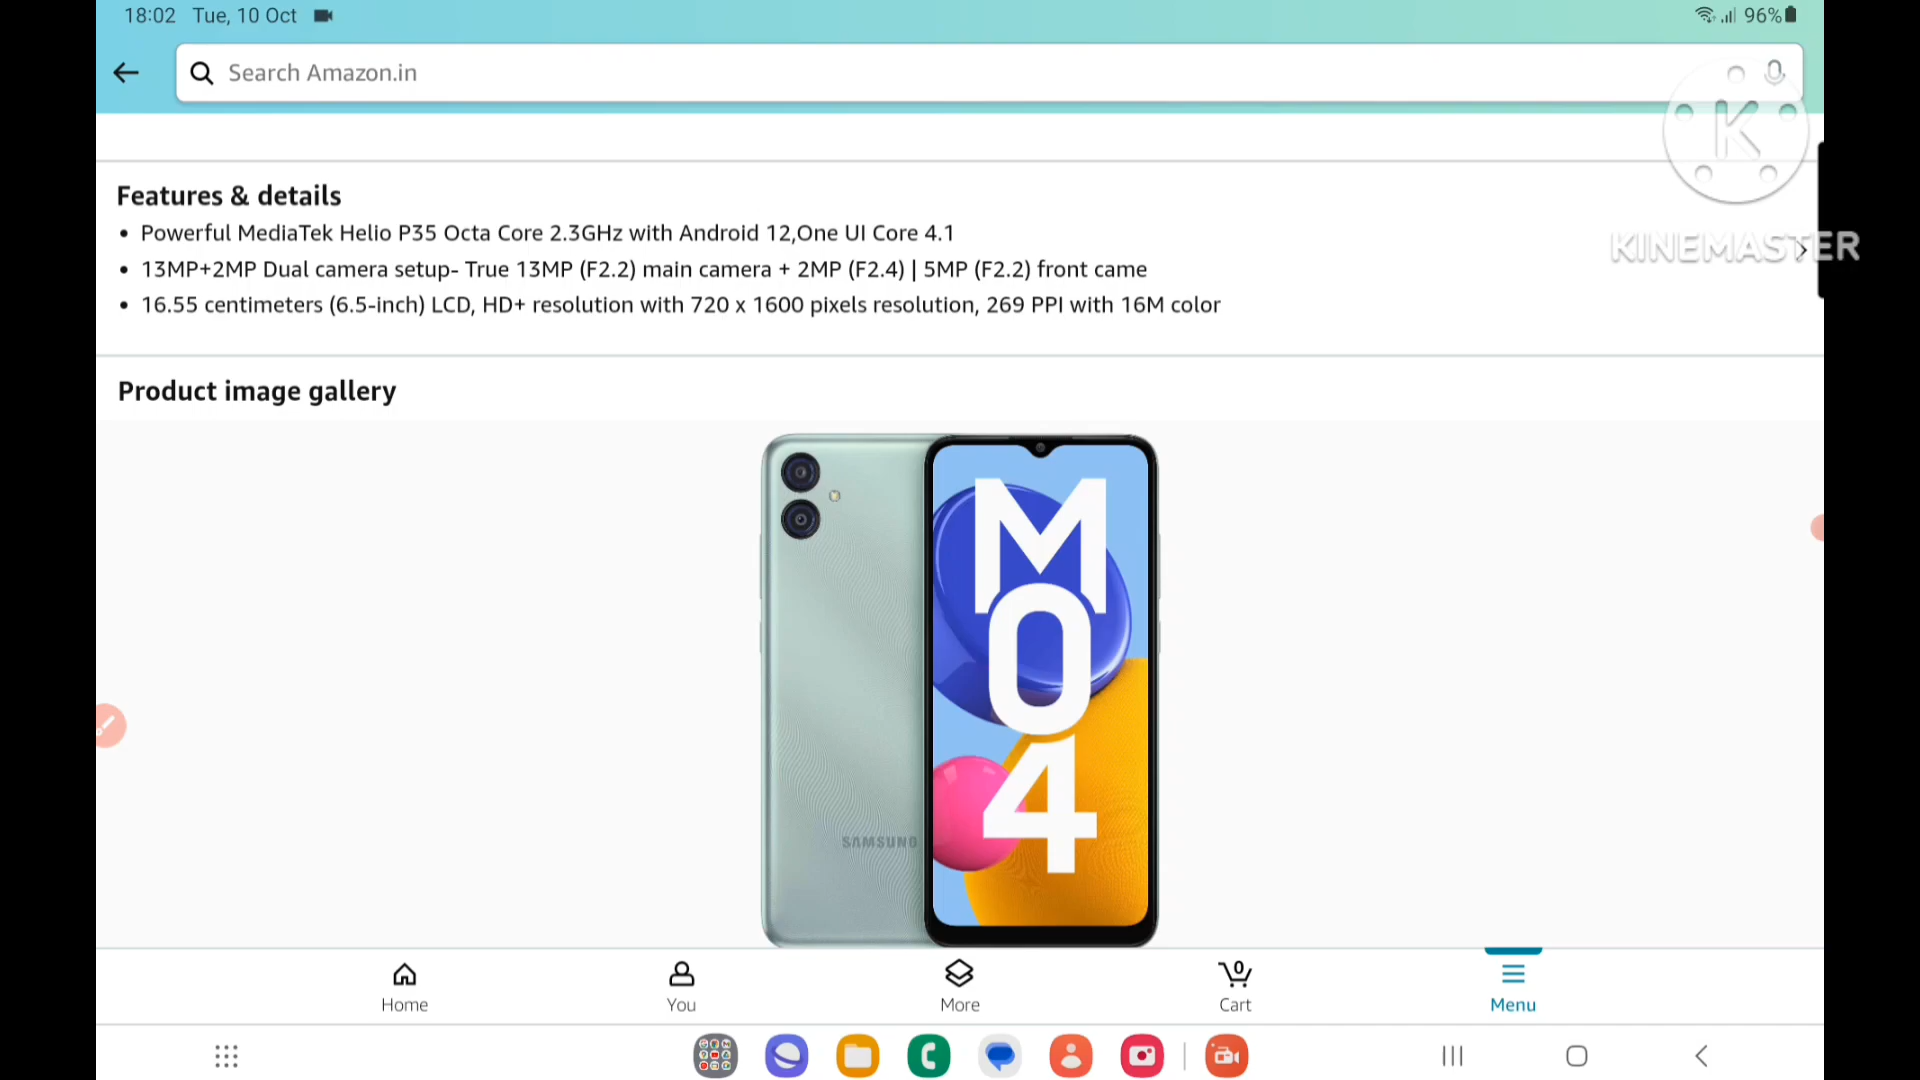 18:02 Tue, 10 Oct
96%
Search Amazon.in
K
KINEMASTER
Features & details
• Powerful MediaTek Helio P35 Octa Core 2.3GHz with Android 12,One UI Core 4.1
• 13MP+2MP Dual camera setup- True 13MP (F2.2) main camera + 2MP (F2.4) | 5MP (F2.2) front came
• 16.55 centimeters (6.5-inch) LCD, HD+ resolution with 720 x 1600 pixels resolution, 269 PPI with 16M color
Product image gallery
M
0
4
SAMSUNG
0
Home You More Cart Menu